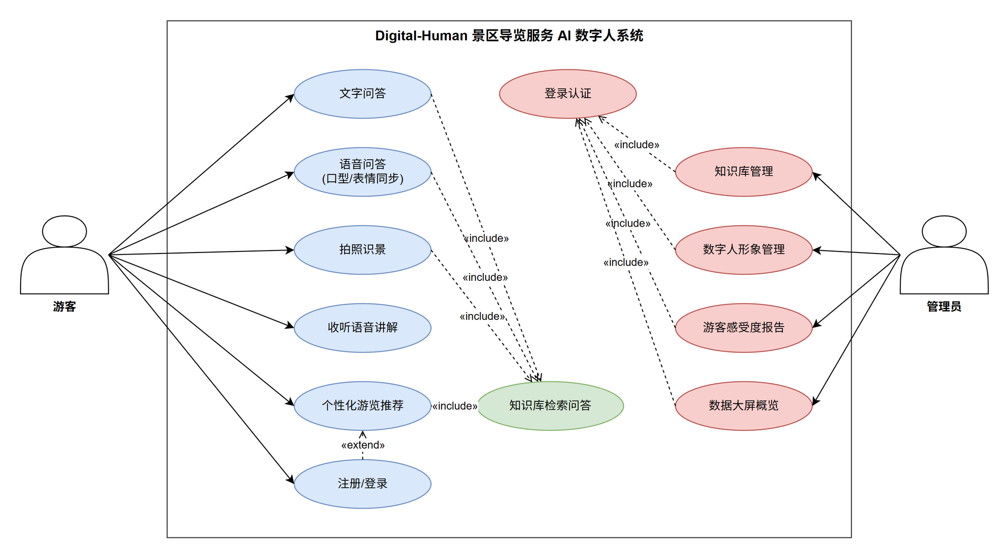 Digital-Human 景区导览服务 AI 数字人系统
文字问答
登录认证
«include»
语音问答
(口型/表情同步)
知识库管理
«include»
«include»
«include»
拍照识景
数字人形象管理
«include»
«include»
游客
管理员
«include»
收听语音讲解
游客感受度报告
个性化游览推荐
«include»
知识库检索问答
数据大屏概览
«extend»
注册/登录